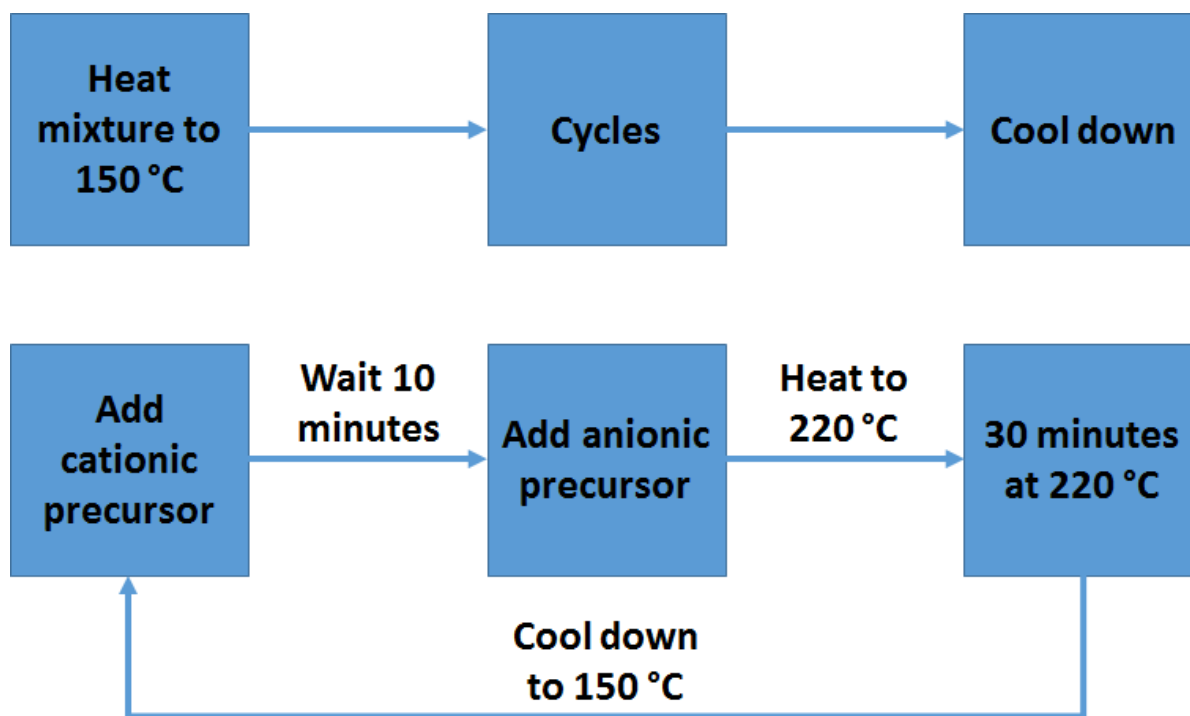 Heat
mixture to
150 °C
Cycles
Cool down
Add
cationic
precursor
Wait 10
minutes
Add anionic
precursor
Heat to
220 °C
30 minutes
at 220 °C
Cool down
to 150 °C